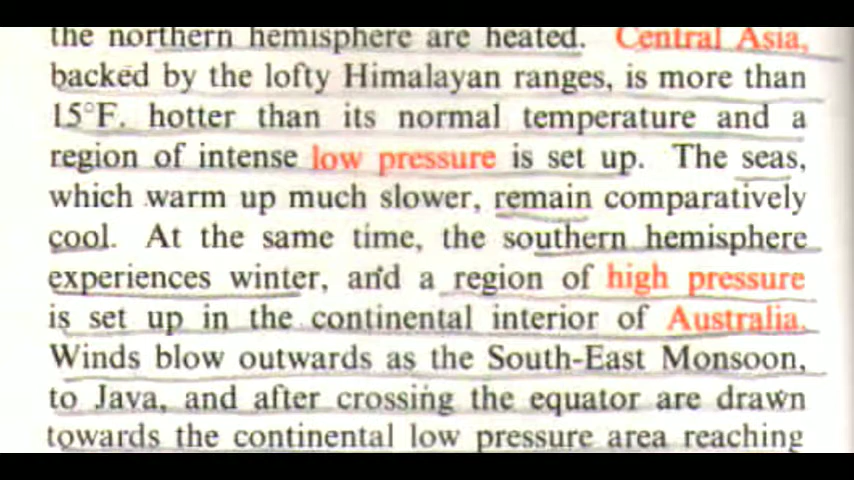 the northern hemisphere are heated. Central Asia,
backed by the lofty Himalayan ranges, is more than
15°F. hotter than its normal temperature and a
region of intense low pressure is set up. The seas,
which warm up much slower, remain comparatively
cool. At the same time, the southern hemisphere
experiences winter, and a region of high pressure
is set up in the continental interior of Australia.
Winds blow outwards as the South-East Monsoon,
to Java, and after crossing the equator are drawn
towards the continental low pressure area reaching